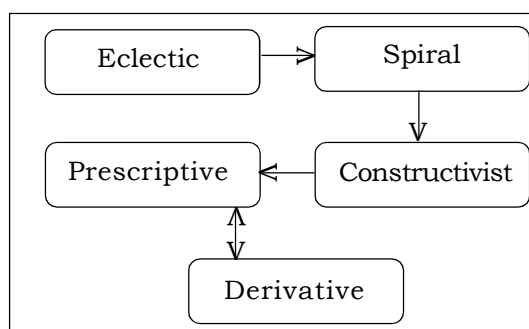 Eclectic
Spiral
Prescriptive
Constructivist
Derivative